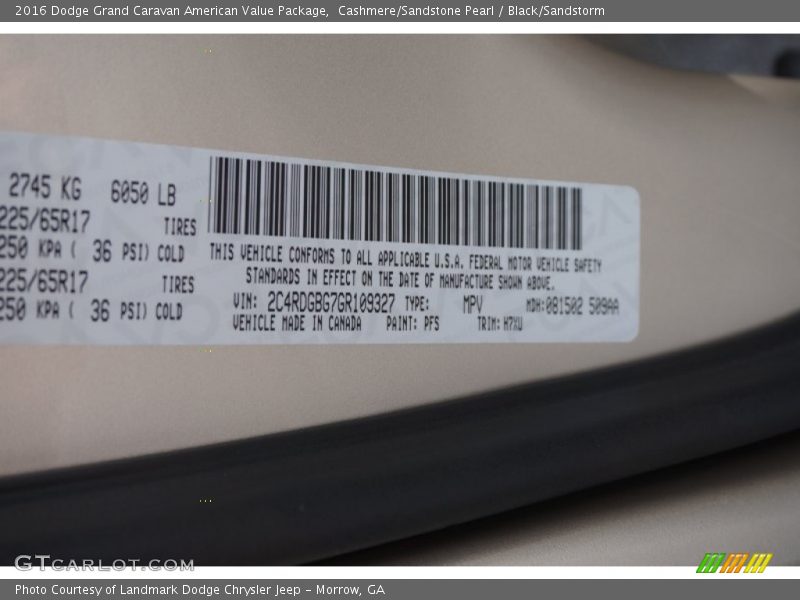 2016 Dodge Grand Caravan American Value Package,  Cashmere/Sandstone Pearl / Black/Sandstorm
2745 KG 6050 LB
225/65R17 TIRES
250 KPA ( 36 PSI) COLD
225/65R17 TIRES
250 KPA ( 36 PSI) COLD
THIS VEHICLE CONFORMS TO ALL APPLICABLE U.S.A. FEDERAL MOTOR VEHICLE SAFETY
STANDARDS IN EFFECT ON THE DATE OF MANUFACTURE SHOWN ABOVE.
VIN: 2C4RDGBG7GR109327 TYPE: MPV MDH:081502 509AA
VEHICLE MADE IN CANADA PAINT: PFS TRIM: H7XU
GTcarlot.com
Photo Courtesy of Landmark Dodge Chrysler Jeep – Morrow, GA